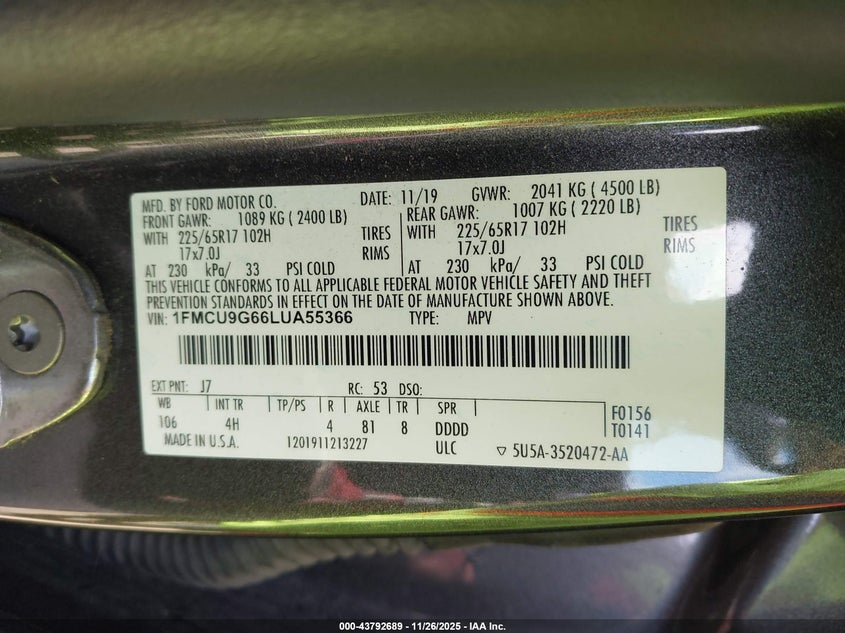 MFD. BY FORD MOTOR CO. DATE: 11/19 GVWR: 2041 KG ( 4500 LB)
FRONT GAWR: 1089 KG ( 2400 LB) REAR GAWR: 1007 KG ( 2220 LB)
WITH 225/65R17 102H TIRES WITH 225/65R17 102H TIRES
17x7.0J RIMS 17x7.0J RIMS
AT 230 kPa/ 33 PSI COLD AT 230 kPa/ 33 PSI COLD
THIS VEHICLE CONFORMS TO ALL APPLICABLE FEDERAL MOTOR VEHICLE SAFETY AND THEFT
PREVENTION STANDARDS IN EFFECT ON THE DATE OF MANUFACTURE SHOWN ABOVE.
VIN: 1FMCU9G66LUA55366 TYPE: MPV
EXT PNT: J7 RC: 53 DSO:
WB INT TR TP/PS R AXLE TR SPR F0156
106 4H 4 81 8 DDDD T0141
MADE IN U.S.A. 1201911213227 ULC ▽ 5U5A-3520472-AA
000-43792689 - 11/26/2025 - IAA Inc.